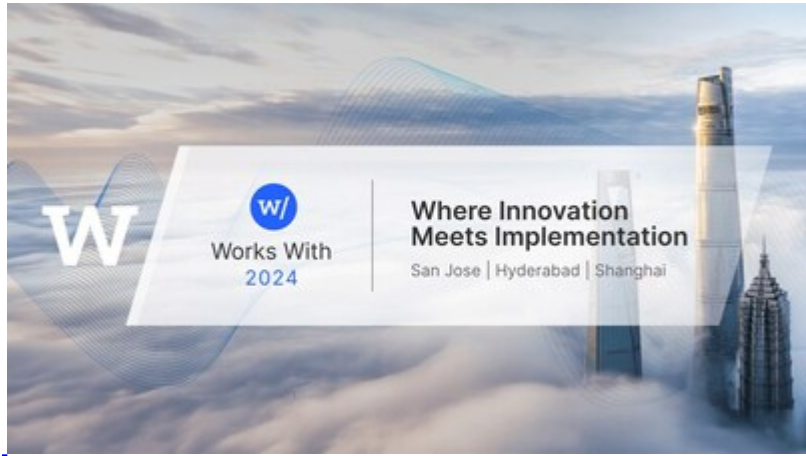 W
w/
Works With
2024
Where Innovation
Meets Implementation
San Jose | Hyderabad | Shanghai